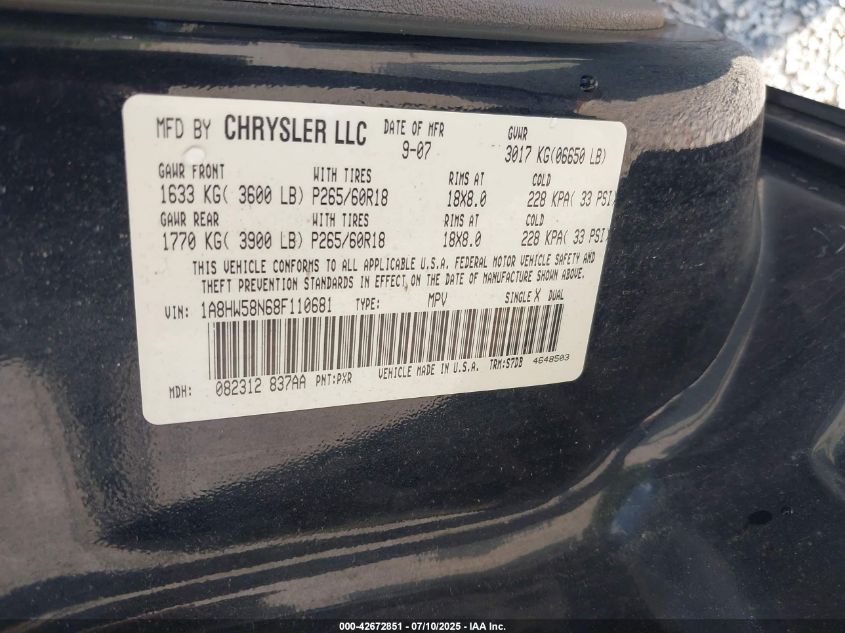 MFD BY CHRYSLER LLC DATE OF MFR GVWR
9-07 3017 KG(06650 LB)
GAWR FRONT WITH TIRES RIMS AT COLD
1633 KG( 3600 LB) P265/60R18 18X8.0 228 KPA( 33 PSI)
GAWR REAR WITH TIRES RIMS AT COLD
1770 KG( 3900 LB) P265/60R18 18X8.0 228 KPA( 33 PSI)
THIS VEHICLE CONFORMS TO ALL APPLICABLE U.S.A. FEDERAL MOTOR VEHICLE SAFETY AND
THEFT PREVENTION STANDARDS IN EFFECT ON THE DATE OF MANUFACTURE SHOWN ABOVE.
VIN: 1A8HW58N68F110681 TYPE: MPV SINGLE X DUAL
MDH: 082312 837AA PNT:PXR VEHICLE MADE IN U.S.A. TRM:S7DB 4648503
000-42672851 - 07/10/2025 - IAA Inc.